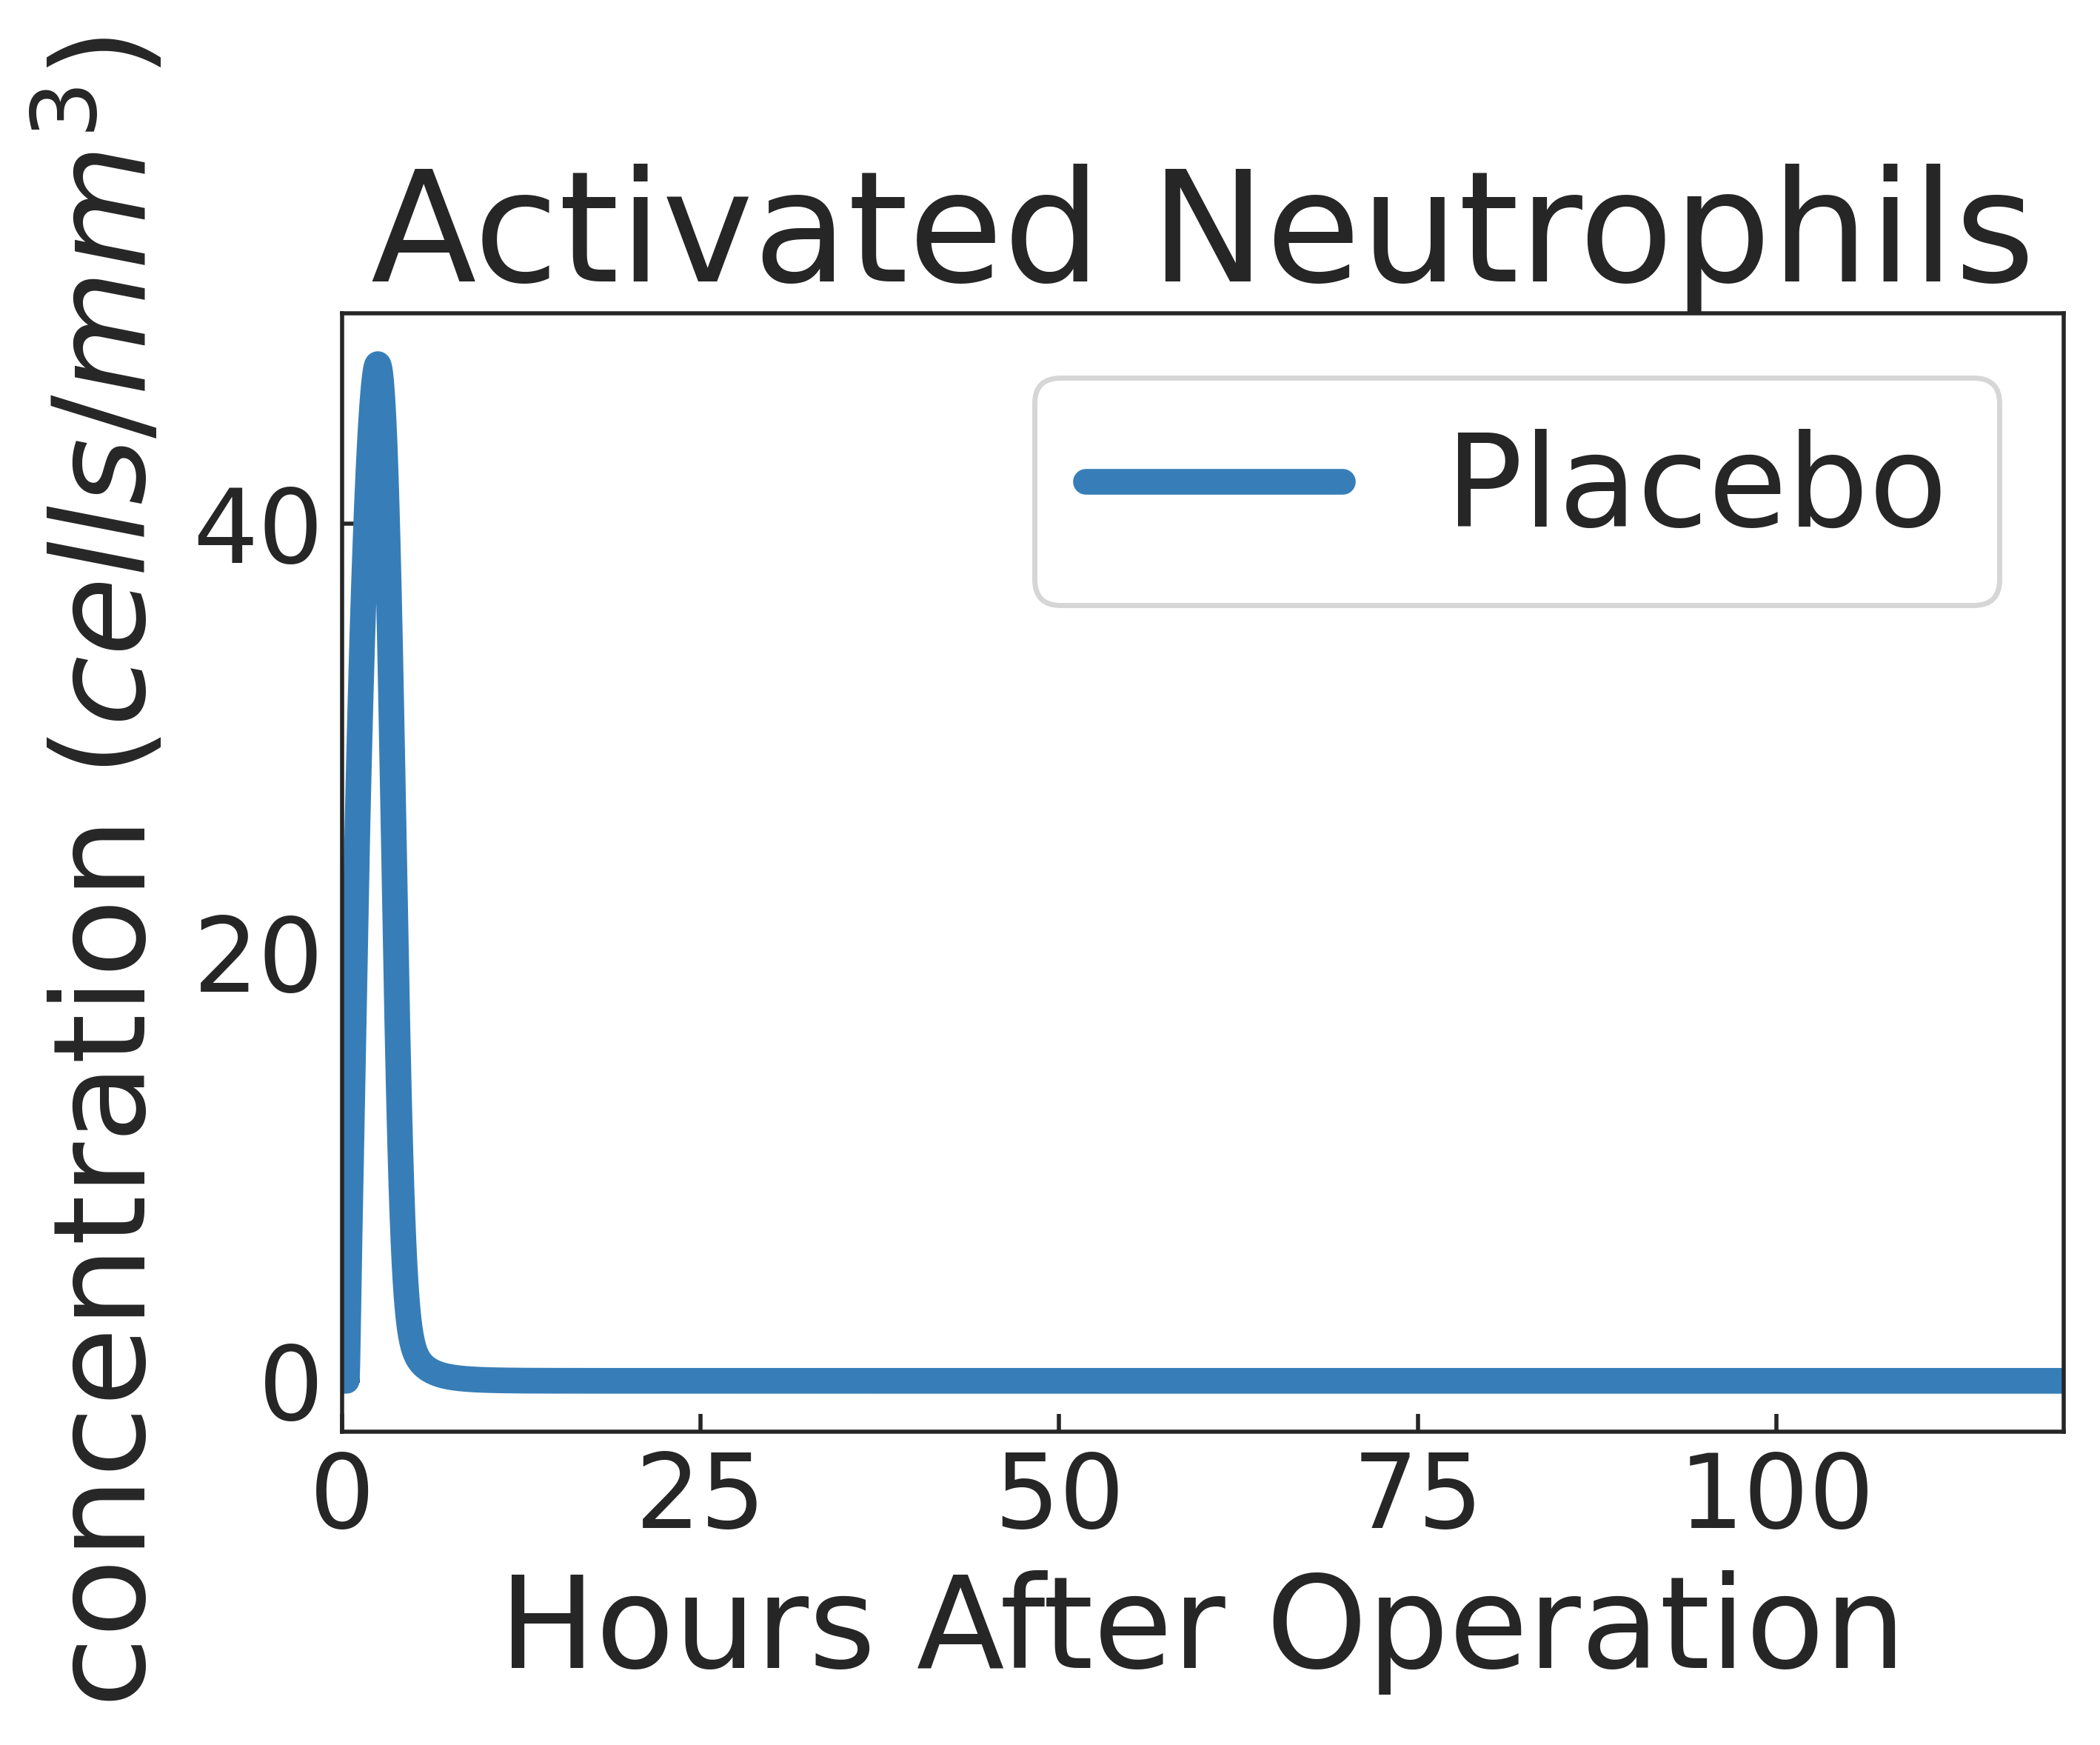 Activated Neutrophils
concentration (cells/mm³)
Placebo
40
20
0
0 25 50 75 100
Hours After Operation